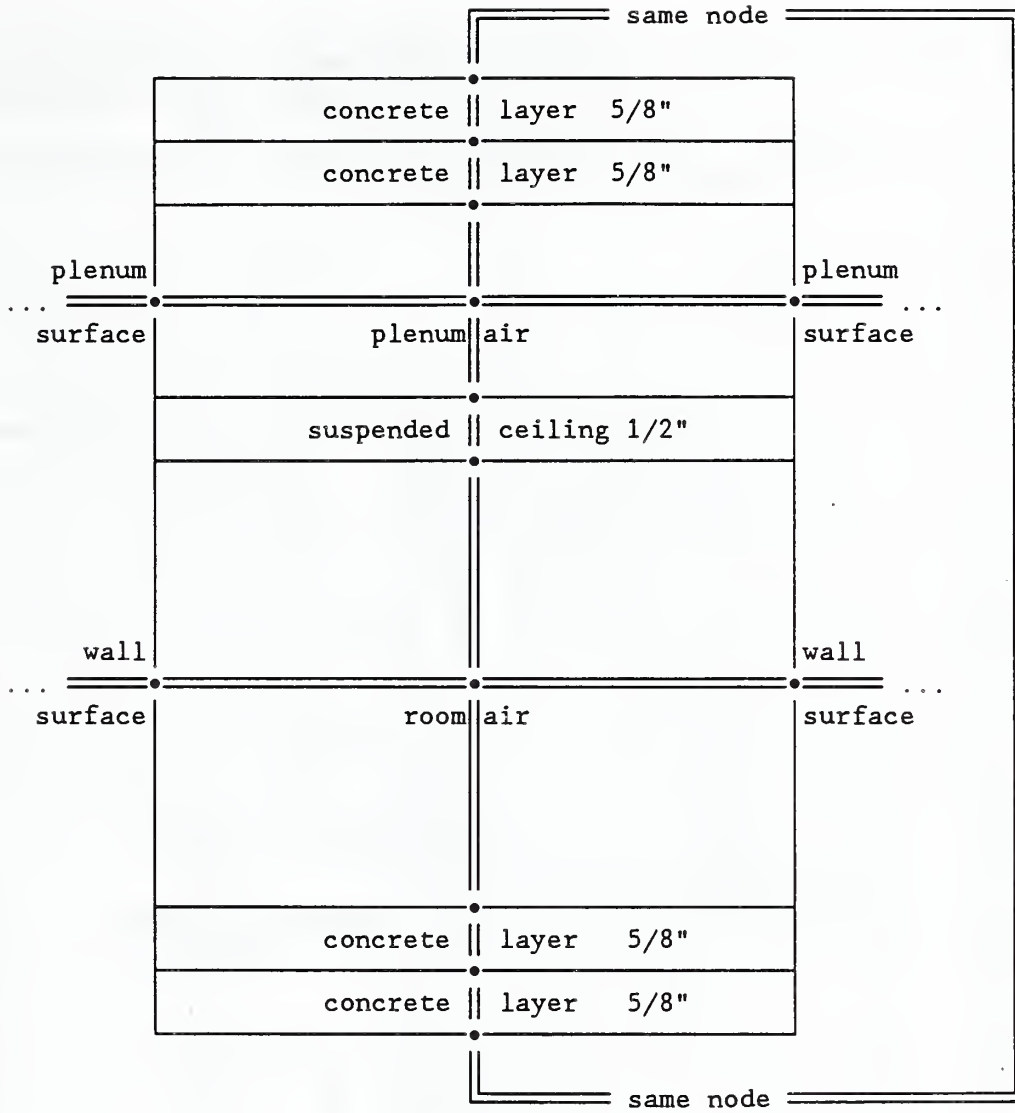 same node
concrete layer 5/8"
concrete layer 5/8"
plenum plenum
... ...
surface plenum air surface
suspended ceiling 1/2"
wall wall
... ...
surface room air surface
concrete layer 5/8"
concrete layer 5/8"
same node